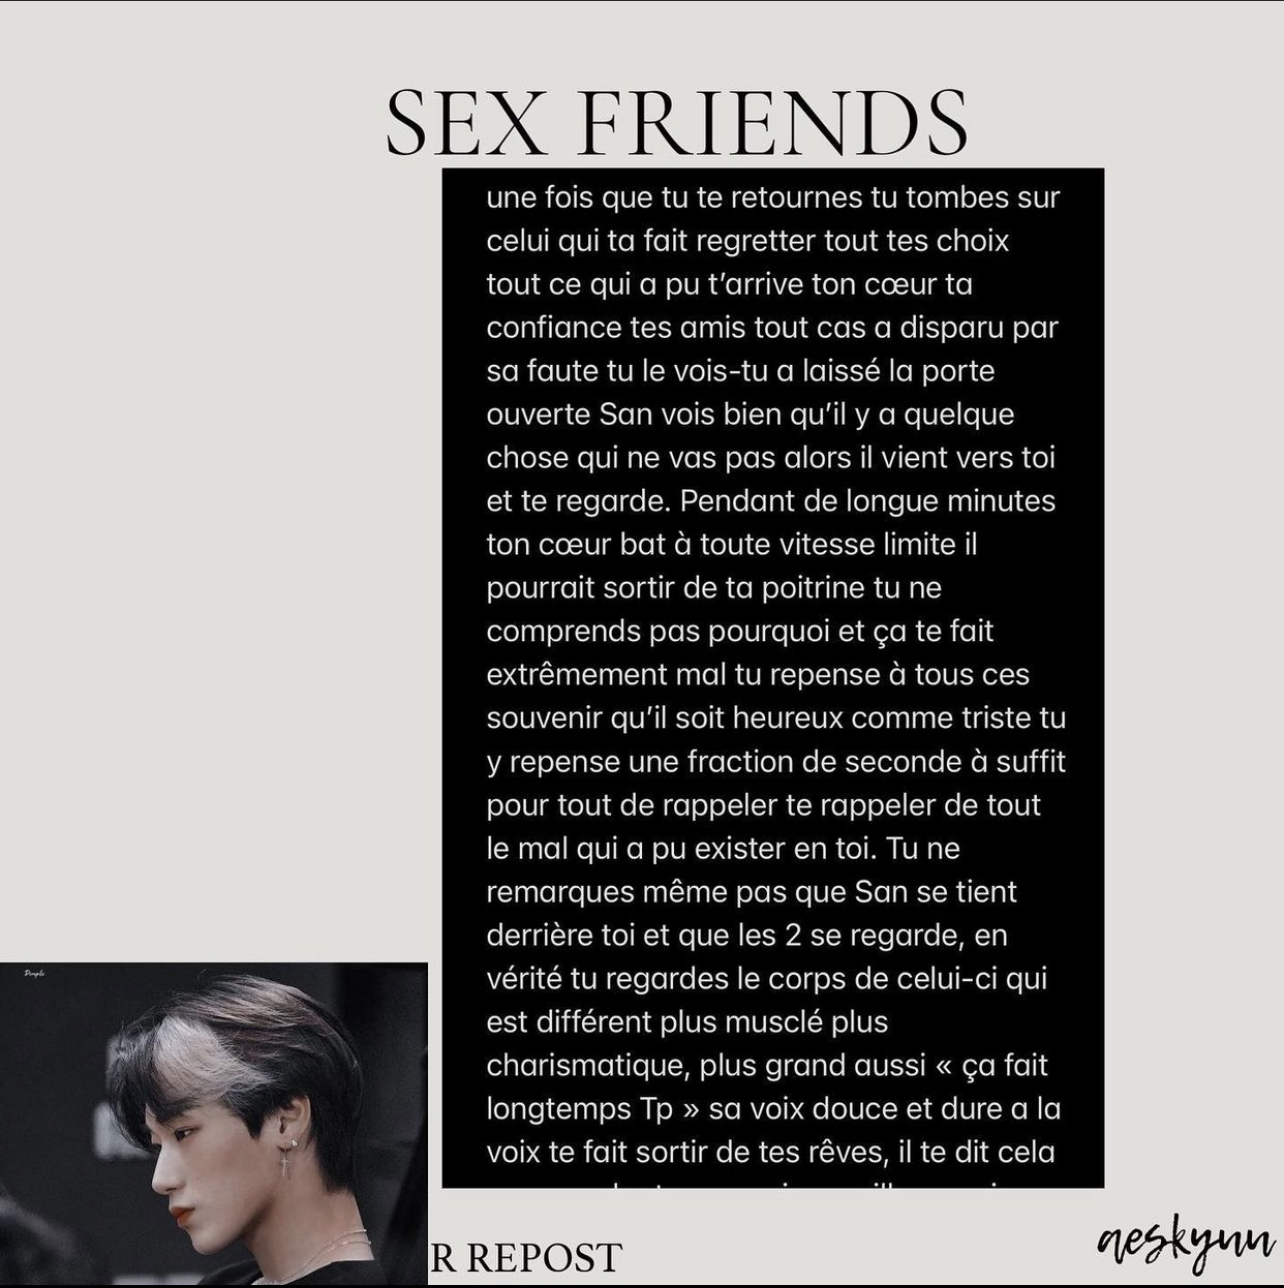 SEX FRIENDS
une fois que tu te retournes tu tombes sur
celui qui ta fait regretter tout tes choix
tout ce qui a pu t’arrive ton cœur ta
confiance tes amis tout cas a disparu par
sa faute tu le vois-tu a laissé la porte
ouverte San vois bien qu’il y a quelque
chose qui ne vas pas alors il vient vers toi
et te regarde. Pendant de longue minutes
ton cœur bat à toute vitesse limite il
pourrait sortir de ta poitrine tu ne
comprends pas pourquoi et ça te fait
extrêmement mal tu repense à tous ces
souvenir qu’il soit heureux comme triste tu
y repense une fraction de seconde à suffit
pour tout de rappeler te rappeler de tout
le mal qui a pu exister en toi. Tu ne
remarques même pas que San se tient
derrière toi et que les 2 se regarde, en
vérité tu regardes le corps de celui-ci qui
est différent plus musclé plus
charismatique, plus grand aussi « ça fait
longtemps Tp » sa voix douce et dure a la
voix te fait sortir de tes rêves, il te dit cela
Dimple
R REPOST
aeskyun